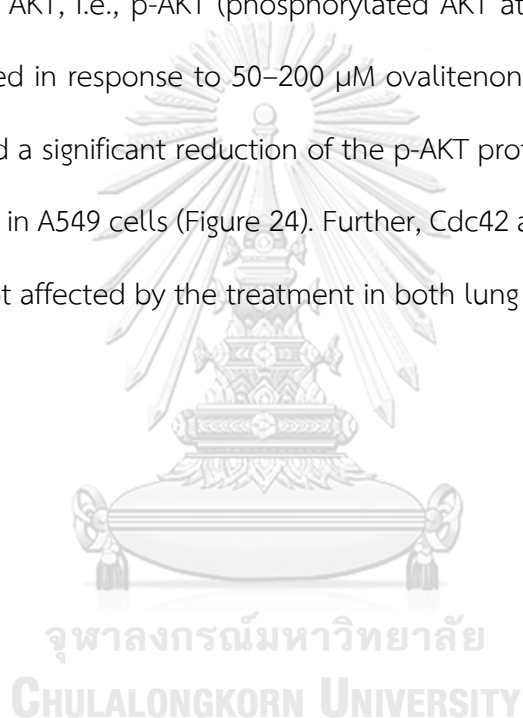 AKT, i.e., p-AKT (phosphorylated AKT at
ed in response to 50–200 µM ovalitenon
d a significant reduction of the p-AKT prot
in A549 cells (Figure 24). Further, Cdc42 a
t affected by the treatment in both lung
จุฬาลงกรณ์มหาวิทยาลัย
CHULALONGKORN UNIVERSITY